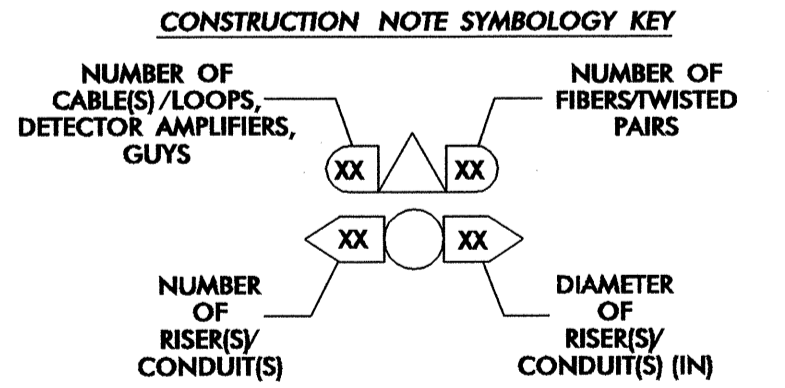 CONSTRUCTION NOTE SYMBOLOGY KEY
NUMBER OF
CABLE(S)/LOOPS,
DETECTOR AMPLIFIERS,
GUYS
NUMBER OF
FIBERS/TWISTED
PAIRS
XX XX
XX XX
NUMBER
OF
RISER(S)/
CONDUIT(S)
DIAMETER
OF
RISER(S)/
CONDUIT(S) (IN)